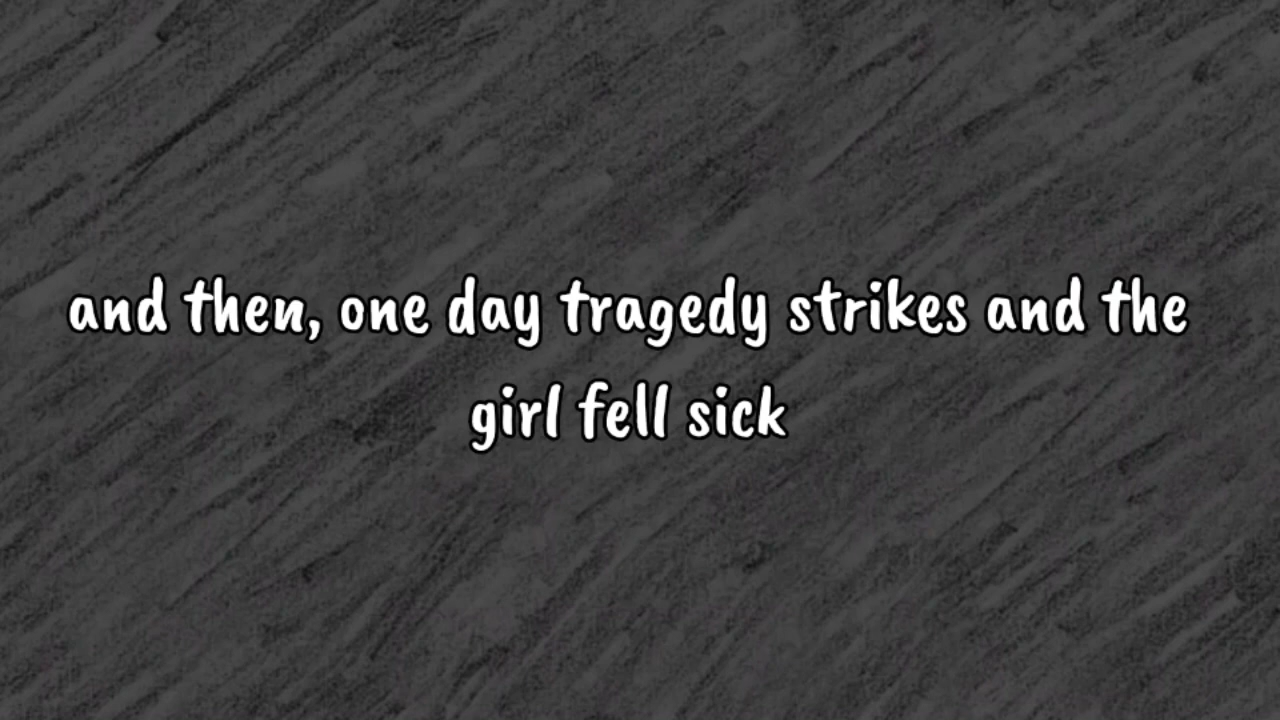 and then, one day tragedy strikes and the
girl fell sick